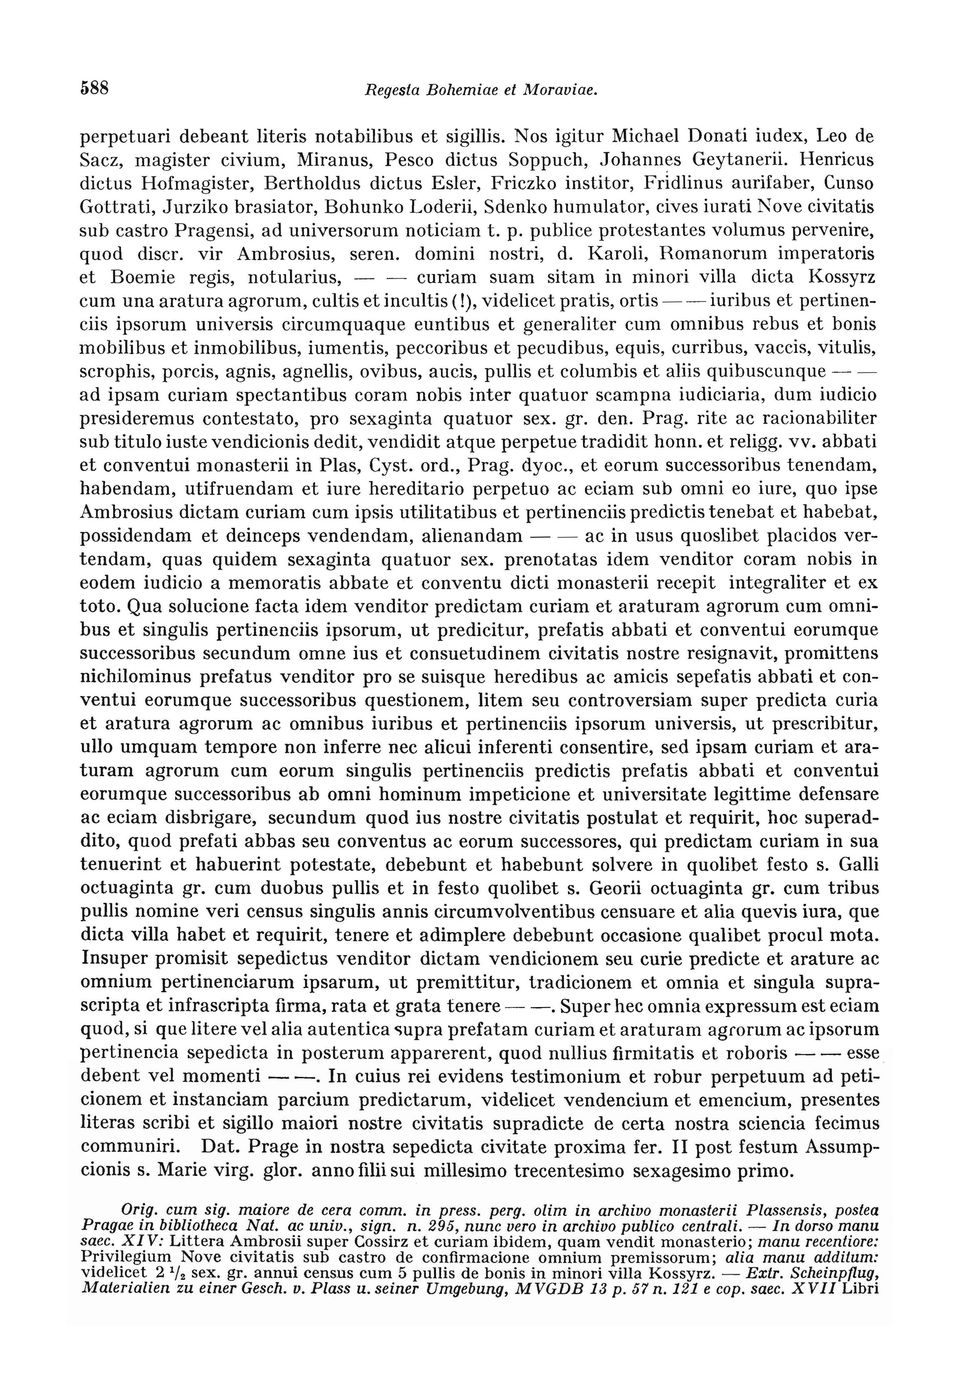 588 Regesta Bohemiae et Moraviae.
perpetuari debeant literis notabilibus et sigillis. Nos igitur Michael Donati iudex, Leo de
Sacz, magister civium, Miranus, Pesco dictus Soppuch, Johannes Geytanerii. Henricus
dictus Hofmagister, Bertholdus dictus Esler, Friczko institor, Fridlinus aurifaber, Cunso
Gottrati, Jurziko brasiator, Bohunko Loderii, Sdenko humulator, cives iurati Nove civitatis
sub castro Pragensi, ad universorum noticiam t. p. publice protestantes volumus pervenire,
quod discr. vir Ambrosius, seren. domini nostri, d. Karoli, Romanorum imperatoris
et Boemie regis, notularius, — — curiam suam sitam in minori villa dicta Kossyrz
cum una aratura agrorum, cultis et incultis (!), videlicet pratis, ortis — — iuribus et pertinen-
ciis ipsorum universis circumquaque euntibus et generaliter cum omnibus rebus et bonis
mobilibus et inmobilibus, iumentis, peccoribus et pecudibus, equis, curribus, vaccis, vitulis,
scrophis, porcis, agnis, agnellis, ovibus, aucis, pullis et columbis et aliis quibuscunque — —
ad ipsam curiam spectantibus coram nobis inter quatuor scampna iudiciaria, dum iudicio
presideremus contestato, pro sexaginta quatuor sex. gr. den. Prag. rite ac racionabiliter
sub titulo iuste vendicionis dedit, vendidit atque perpetue tradidit honn. et religg. vv. abbati
et conventui monasterii in Plas, Cyst. ord., Prag. dyoc., et eorum successoribus tenendam,
habendam, utifruendam et iure hereditario perpetuo ac eciam sub omni eo iure, quo ipse
Ambrosius dictam curiam cum ipsis utilitatibus et pertinenciis predictis tenebat et habebat,
possidendam et deinceps vendendam, alienandam — — ac in usus quoslibet placidos ver-
tendam, quas quidem sexaginta quatuor sex. prenotatas idem venditor coram nobis in
eodem iudicio a memoratis abbate et conventu dicti monasterii recepit integraliter et ex
toto. Qua solucione facta idem venditor predictam curiam et araturam agrorum cum omni-
bus et singulis pertinenciis ipsorum, ut predicitur, prefatis abbati et conventui eorumque
successoribus secundum omne ius et consuetudinem civitatis nostre resignavit, promittens
nichilominus prefatus venditor pro se suisque heredibus ac amicis sepefatis abbati et con-
ventui eorumque successoribus questionem, litem seu controversiam super predicta curia
et aratura agrorum ac omnibus iuribus et pertinenciis ipsorum universis, ut prescribitur,
ullo umquam tempore non inferre nec alicui inferenti consentire, sed ipsam curiam et ara-
turam agrorum cum eorum singulis pertinenciis predictis prefatis abbati et conventui
eorumque successoribus ab omni hominum impeticione et universitate legittime defensare
ac eciam disbrigare, secundum quod ius nostre civitatis postulat et requirit, hoc superad-
dito, quod prefati abbas seu conventus ac eorum successores, qui predictam curiam in sua
tenuerint et habuerint potestate, debebunt et habebunt solvere in quolibet festo s. Galli
octuaginta gr. cum duobus pullis et in festo quolibet s. Georii octuaginta gr. cum tribus
pullis nomine veri census singulis annis circumvolventibus censuare et alia quevis iura, que
dicta villa habet et requirit, tenere et adimplere debebunt occasione qualibet procul mota.
Insuper promisit sepedictus venditor dictam vendicionem seu curie predicte et arature ac
omnium pertinenciarum ipsarum, ut premittitur, tradicionem et omnia et singula supra-
scripta et infrascripta firma, rata et grata tenere — —. Super hec omnia expressum est eciam
quod, si que litere vel alia autentica supra prefatam curiam et araturam agrorum ac ipsorum
pertinencia sepedicta in posterum apparerent, quod nullius firmitatis et roboris — — esse
debent vel momenti — —. In cuius rei evidens testimonium et robur perpetuum ad peti-
cionem et instanciam parcium predictarum, videlicet vendencium et emencium, presentes
literas scribi et sigillo maiori nostre civitatis supradicte de certa nostra sciencia fecimus
communiri. Dat. Prage in nostra sepedicta civitate proxima fer. II post festum Assump-
cionis s. Marie virg. glor. anno filii sui millesimo trecentesimo sexagesimo primo.
Orig. cum sig. maiore de cera comm. in press. perg. olim in archivo monasterii Plassensis, postea
Pragae in bibliotheca Nat. ac univ., sign. n. 295, nunc vero in archivo publico centrali. — In dorso manu
saec. XIV: Littera Ambrosii super Cossirz et curiam ibidem, quam vendit monasterio; manu recentiore:
Privilegium Nove civitatis sub castro de confirmacione omnium premissorum; alia manu additum:
videlicet 2 1/2 sex. gr. annui census cum 5 pullis de bonis in minori villa Kossyrz. — Extr. Scheinpflug,
Materialien zu einer Gesch. v. Plass u. seiner Umgebung, MVGDB 13 p. 57 n. 121 e cop. saec. XVII Libri